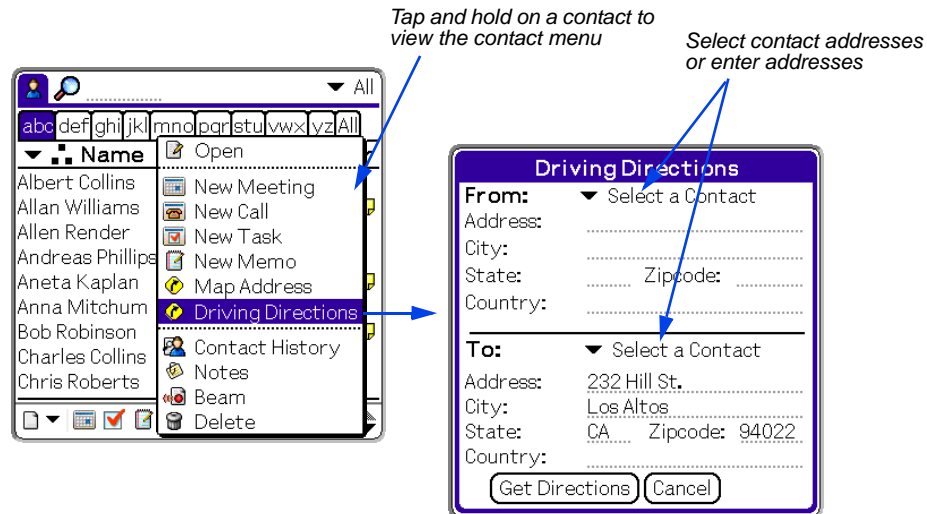 Tap and hold on a contact to
view the contact menu
Select contact addresses
or enter addresses
All
abc def ghi jkl mno pqr stu vwx yz All
Name
Albert Collins
Allan Williams
Allen Render
Andreas Phillips
Aneta Kaplan
Anna Mitchum
Bob Robinson
Charles Collins
Chris Roberts
Open
New Meeting
New Call
New Task
New Memo
Map Address
Driving Directions
Contact History
Notes
Beam
Delete
Driving Directions
From: Select a Contact
Address:
City:
State: Zipcode:
Country:
To: Select a Contact
Address: 232 Hill St.
City: Los Altos
State: CA Zipcode: 94022
Country:
Get Directions Cancel